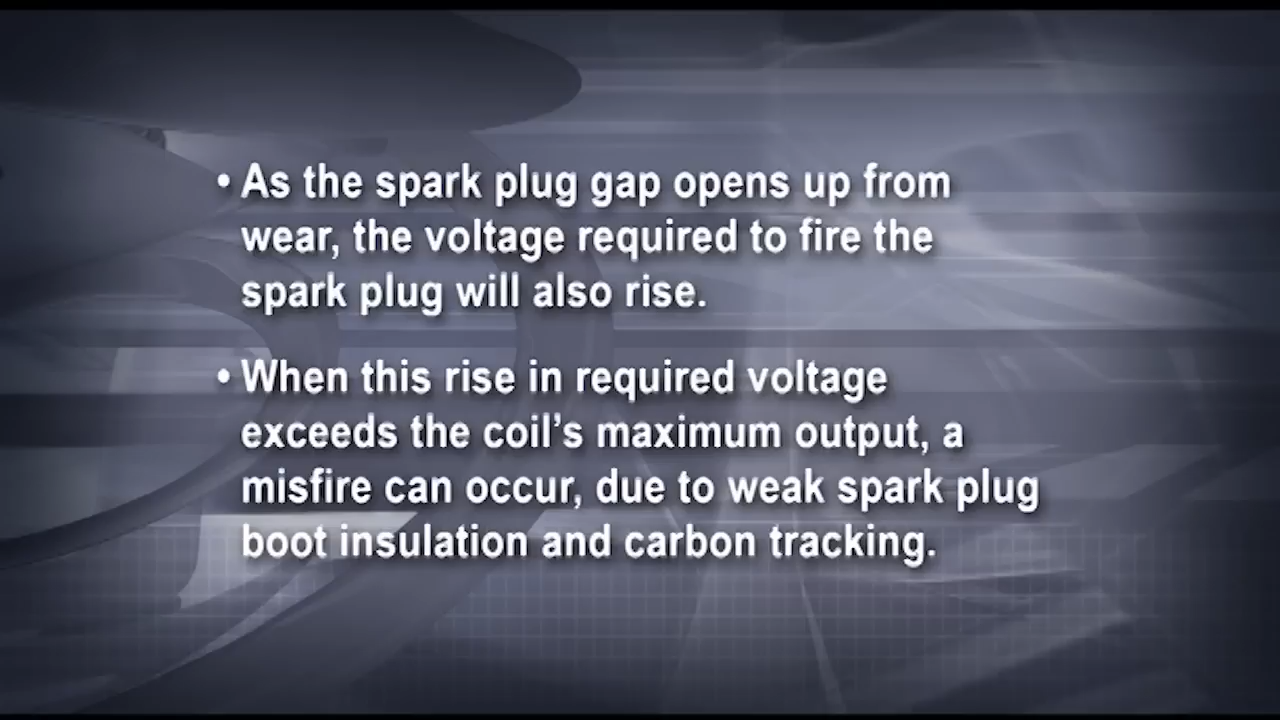 • As the spark plug gap opens up from
wear, the voltage required to fire the
spark plug will also rise.
• When this rise in required voltage
exceeds the coil’s maximum output, a
misfire can occur, due to weak spark plug
boot insulation and carbon tracking.